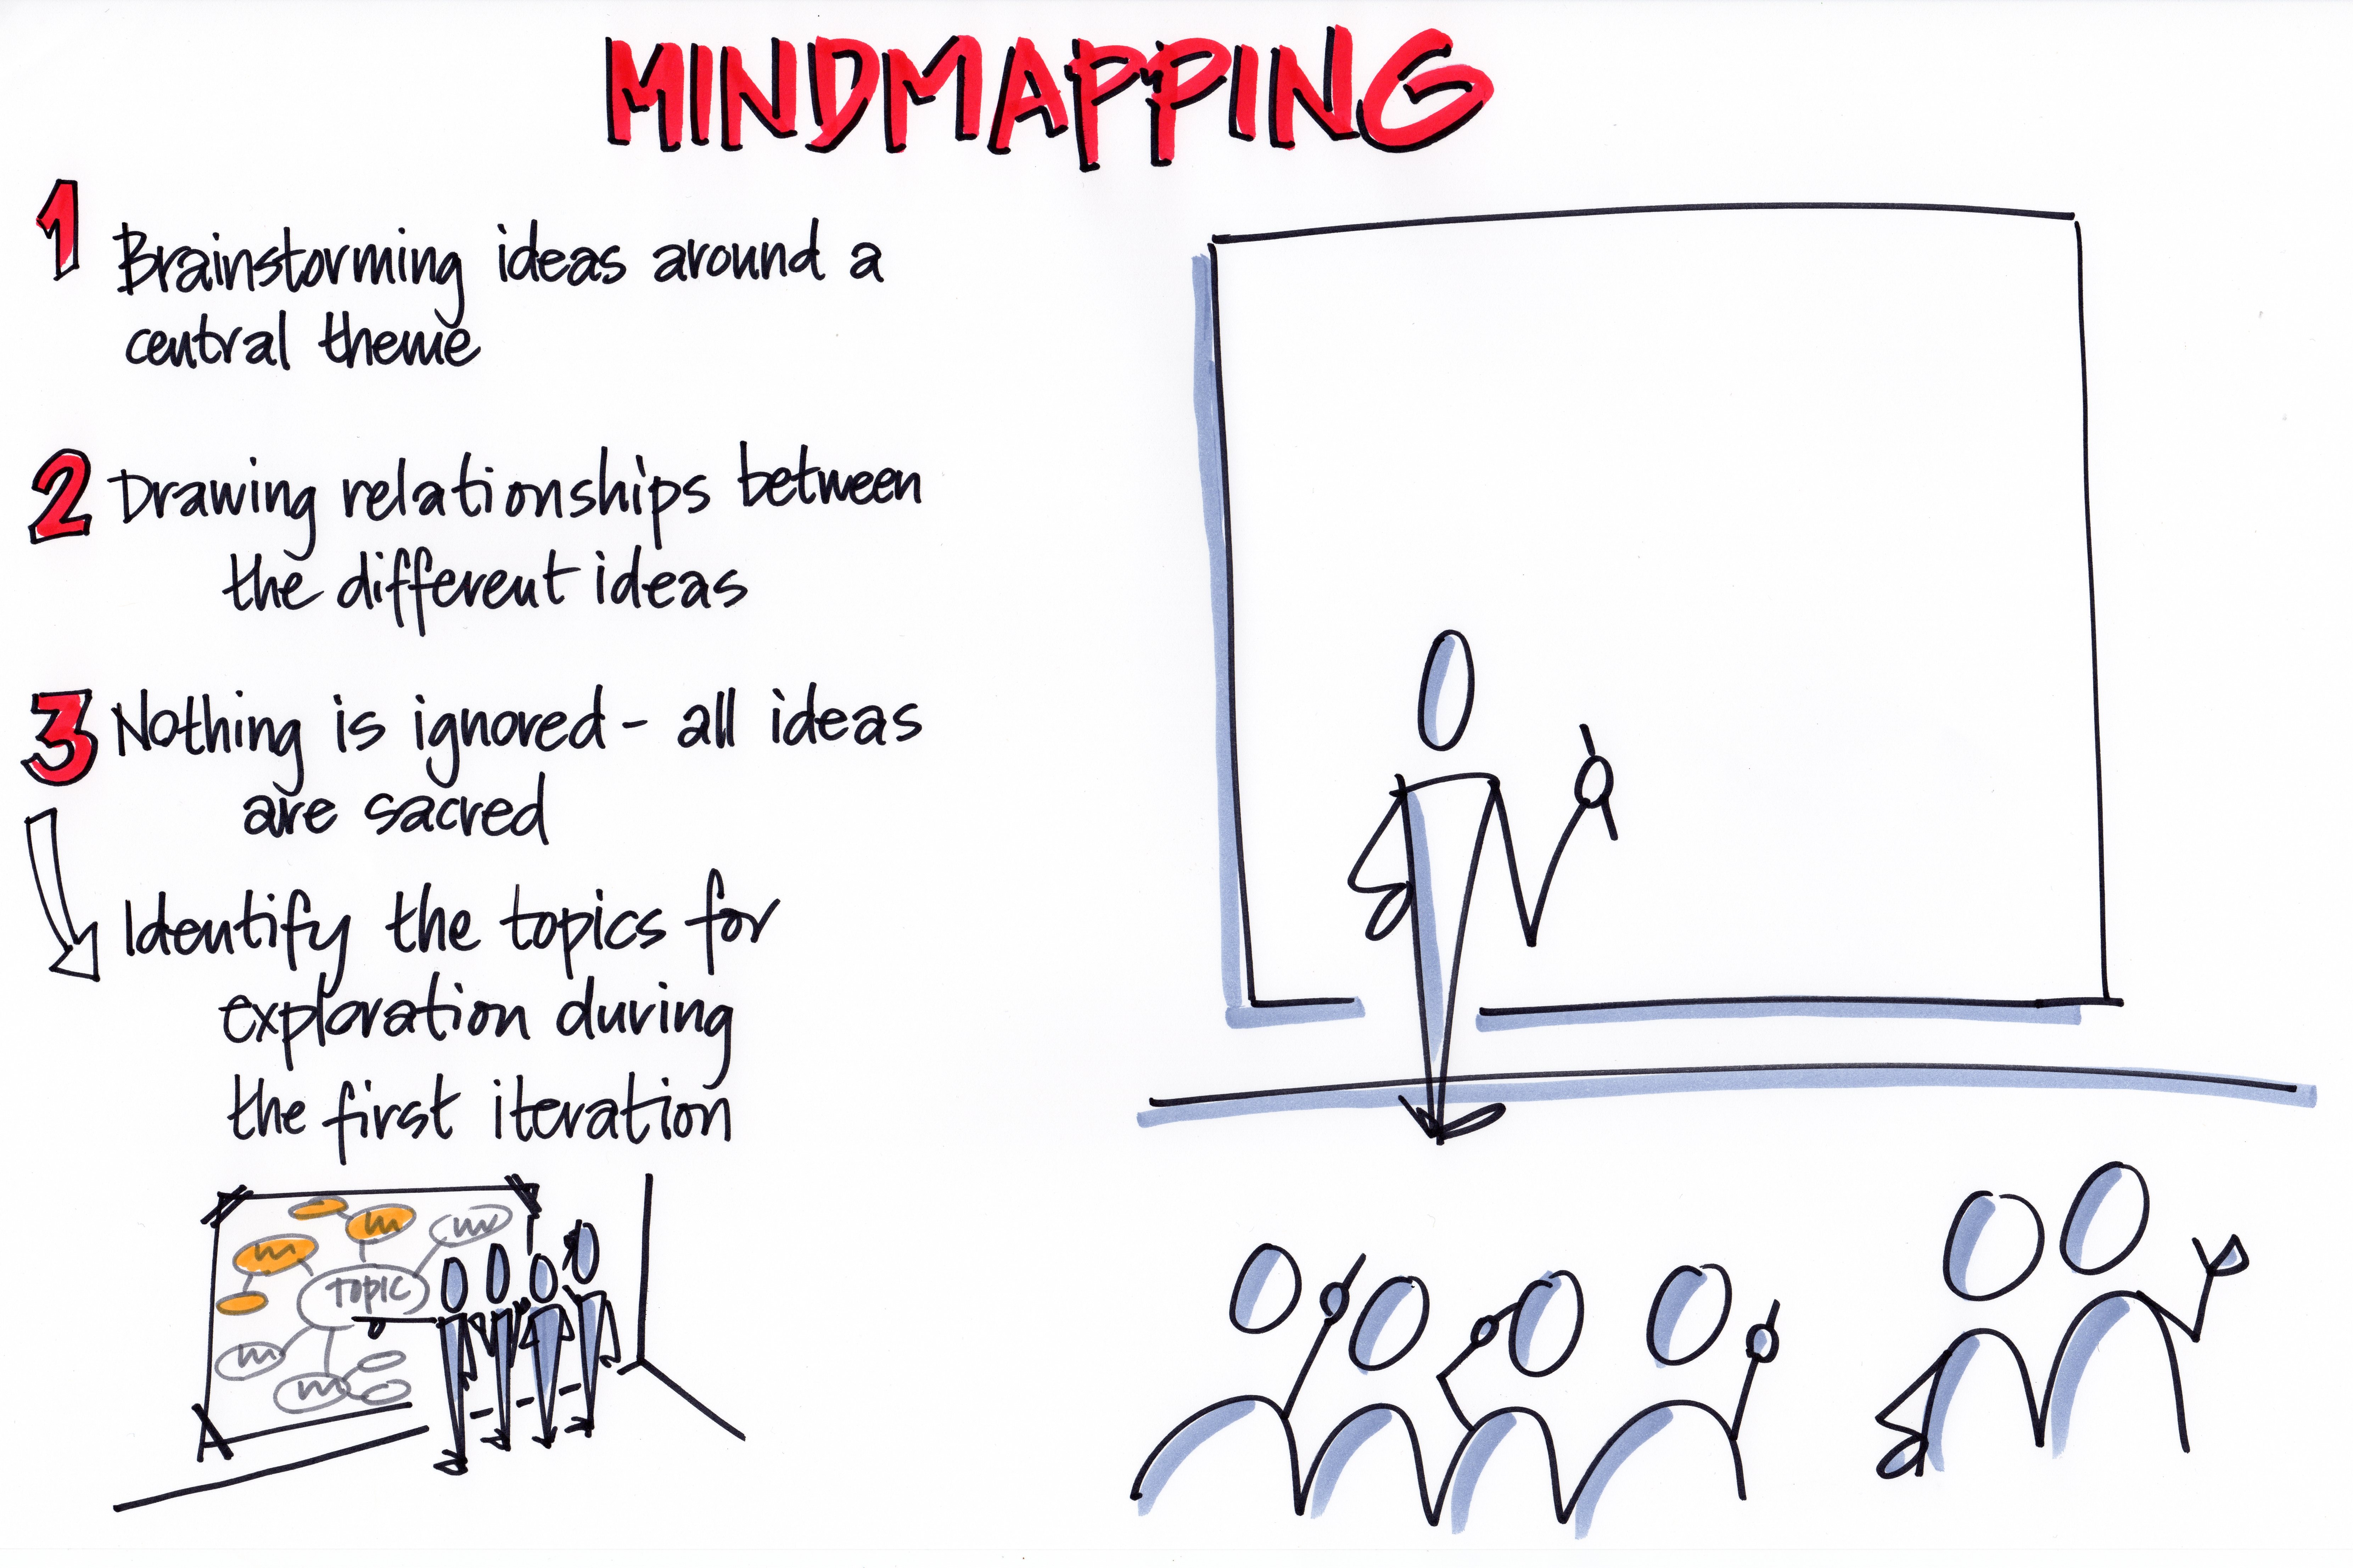 MINDMAPPING
1 Brainstorming ideas around a
central theme
2 Drawing relationships between
the different ideas
3 Nothing is ignored - all ideas
are sacred
Identify the topics for
exploration during
the first iteration
topic